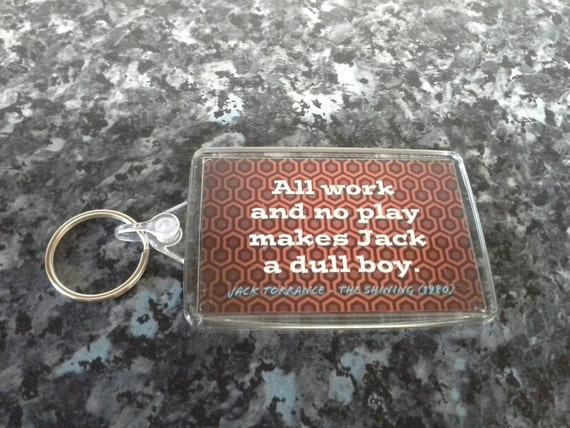 All work
and no play
makes Jack
a dull boy.
JACK TORRANCE - THE SHINING (1980)